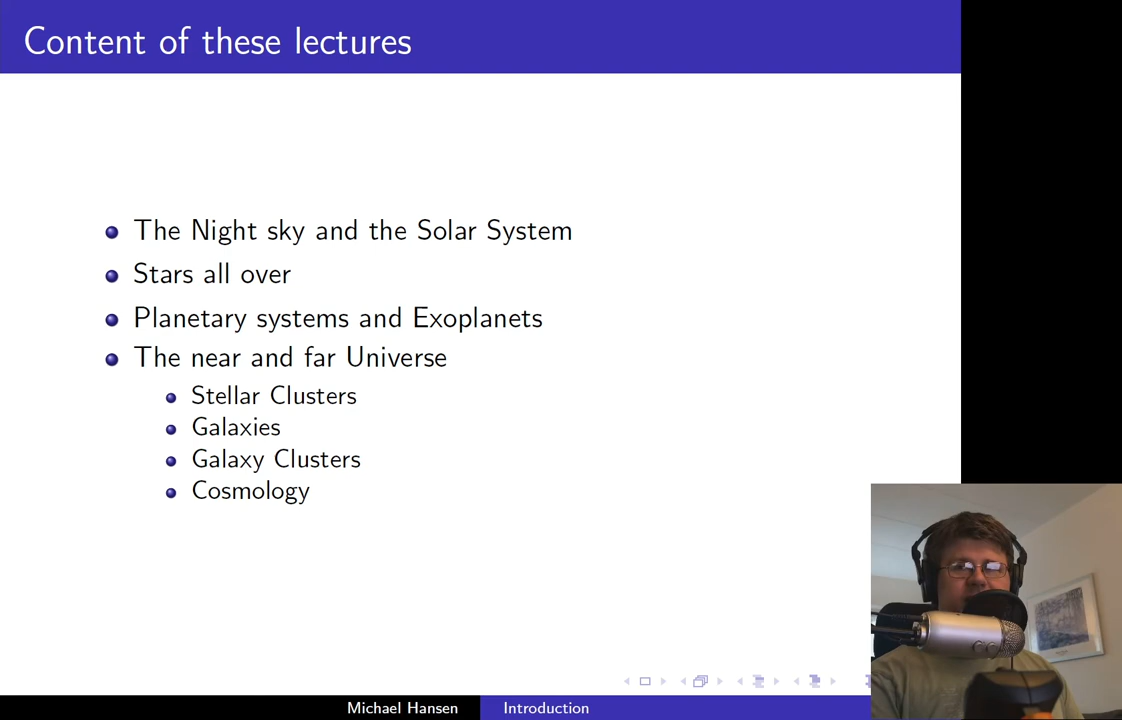 Content of these lectures
The Night sky and the Solar System
Stars all over
Planetary systems and Exoplanets
The near and far Universe
Stellar Clusters
Galaxies
Galaxy Clusters
Cosmology
Michael Hansen
Introduction